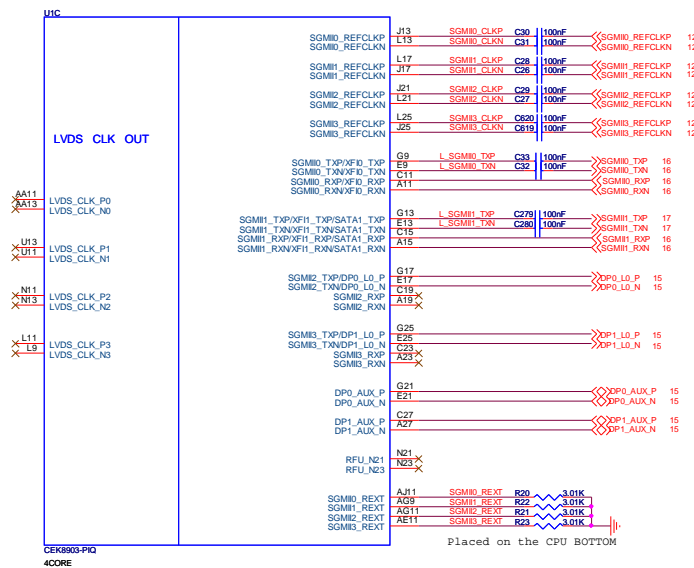 U1C
LVDS CLK OUT
J13 SGMII0_CLKP C30 100nF SGMII0_REFCLKP
SGMII0_REFCLKP
L13 SGMII0_CLKN C31 100nF SGMII0_REFCLKN
SGMII0_REFCLKN
L17 SGMII1_CLKP C28 100nF SGMII1_REFCLKP
SGMII1_REFCLKP
J17 SGMII1_CLKN C26 100nF SGMII1_REFCLKN
SGMII1_REFCLKN
J21 SGMII2_CLKP C29 100nF SGMII2_REFCLKP
SGMII2_REFCLKP
L21 SGMII2_CLKN C27 100nF SGMII2_REFCLKN
SGMII2_REFCLKN
L25 SGMII3_CLKP C620 100nF SGMII3_REFCLKP
SGMII3_REFCLKP
J25 SGMII3_CLKN C619 100nF SGMII3_REFCLKN
SGMII3_REFCLKN
SGMII0_TXP/XFI0_TXP G9 L_SGMII0_TXP C33 100nF SGMII0_TXP 16
SGMII0_TXN/XFI0_TXN E9 L_SGMII0_TXN C32 100nF SGMII0_TXN 16
SGMII0_RXP/XFI0_RXP C11 SGMII0_RXP 16
SGMII0_RXN/XFI0_RXN A11 SGMII0_RXN 16
AA11 LVDS_CLK_P0
AA13 LVDS_CLK_N0
SGMII1_TXP/XFI1_TXP/SATA1_TXP G13 L_SGMII1_TXP C279 100nF SGMII1_TXP 17
SGMII1_TXN/XFI1_TXN/SATA1_TXN E13 L_SGMII1_TXN C280 100nF SGMII1_TXN 17
SGMII1_RXP/XFI1_RXP/SATA1_RXP C15 SGMII1_RXP 16
SGMII1_RXN/XFI1_RXN/SATA1_RXN A15 SGMII1_RXN 16
U13 LVDS_CLK_P1
U11 LVDS_CLK_N1
SGMII2_TXP/DP0_L0_P G17 DP0_L0_P 15
SGMII2_TXN/DP0_L0_N E17 DP0_L0_N 15
SGMII2_RXP C19
SGMII2_RXN A19
N11 LVDS_CLK_P2
N13 LVDS_CLK_N2
SGMII3_TXP/DP1_L0_P G25 DP1_L0_P 15
SGMII3_TXN/DP1_L0_N E25 DP1_L0_N 15
SGMII3_RXP C23
SGMII3_RXN A23
L11 LVDS_CLK_P3
L9 LVDS_CLK_N3
DP0_AUX_P G21 DP0_AUX_P 15
DP0_AUX_N E21 DP0_AUX_N 15
DP1_AUX_P C27 DP1_AUX_P 15
DP1_AUX_N A27 DP1_AUX_N 15
RFU_N21 N21
RFU_N23 N23
SGMII0_REXT AJ11 SGMII0_REXT R20 3.01K
SGMII1_REXT AG9 SGMII1_REXT R22 3.01K
SGMII2_REXT AG11 SGMII2_REXT R21 3.01K
SGMII3_REXT AE11 SGMII3_REXT R23 3.01K
Placed on the CPU BOTTOM
CEK8903-PIQ
4CORE